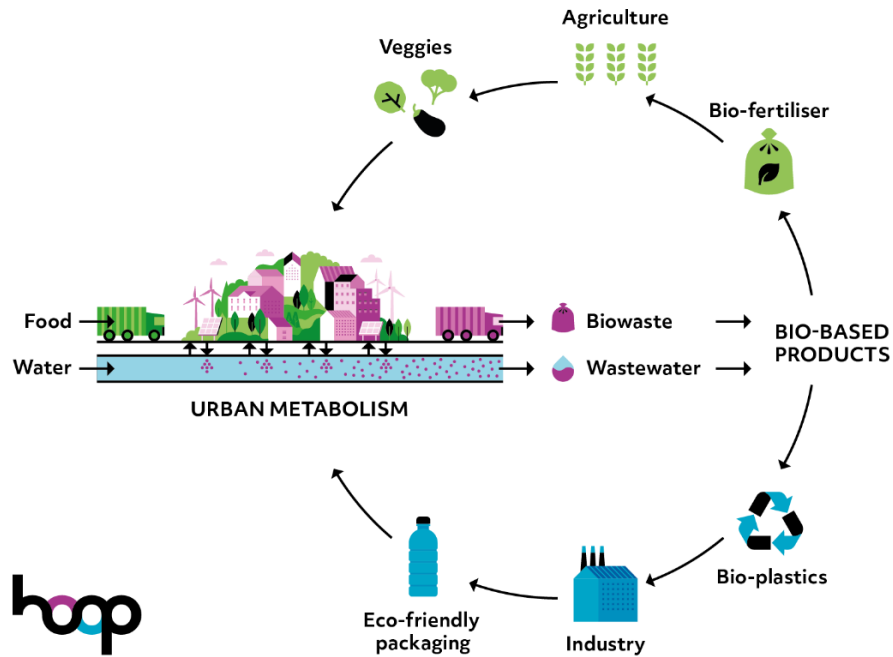 Agriculture
Veggies
Bio-fertiliser
Food
Biowaste
BIO-BASED
PRODUCTS
Water
Wastewater
URBAN METABOLISM
Bio-plastics
Eco-friendly
packaging
Industry
hoop